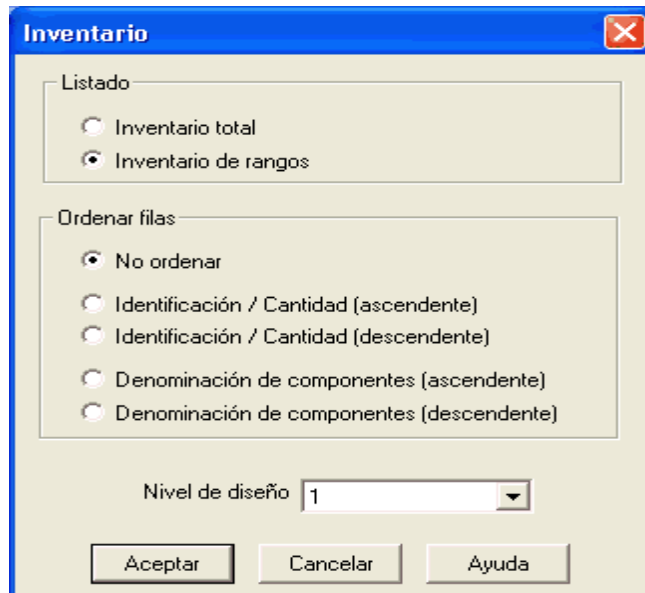 Inventario
Listado
Inventario total
Inventario de rangos
Ordenar filas
No ordenar
Identificación / Cantidad (ascendente)
Identificación / Cantidad (descendente)
Denominación de componentes (ascendente)
Denominación de componentes (descendente)
Nivel de diseño 1
Aceptar Cancelar Ayuda